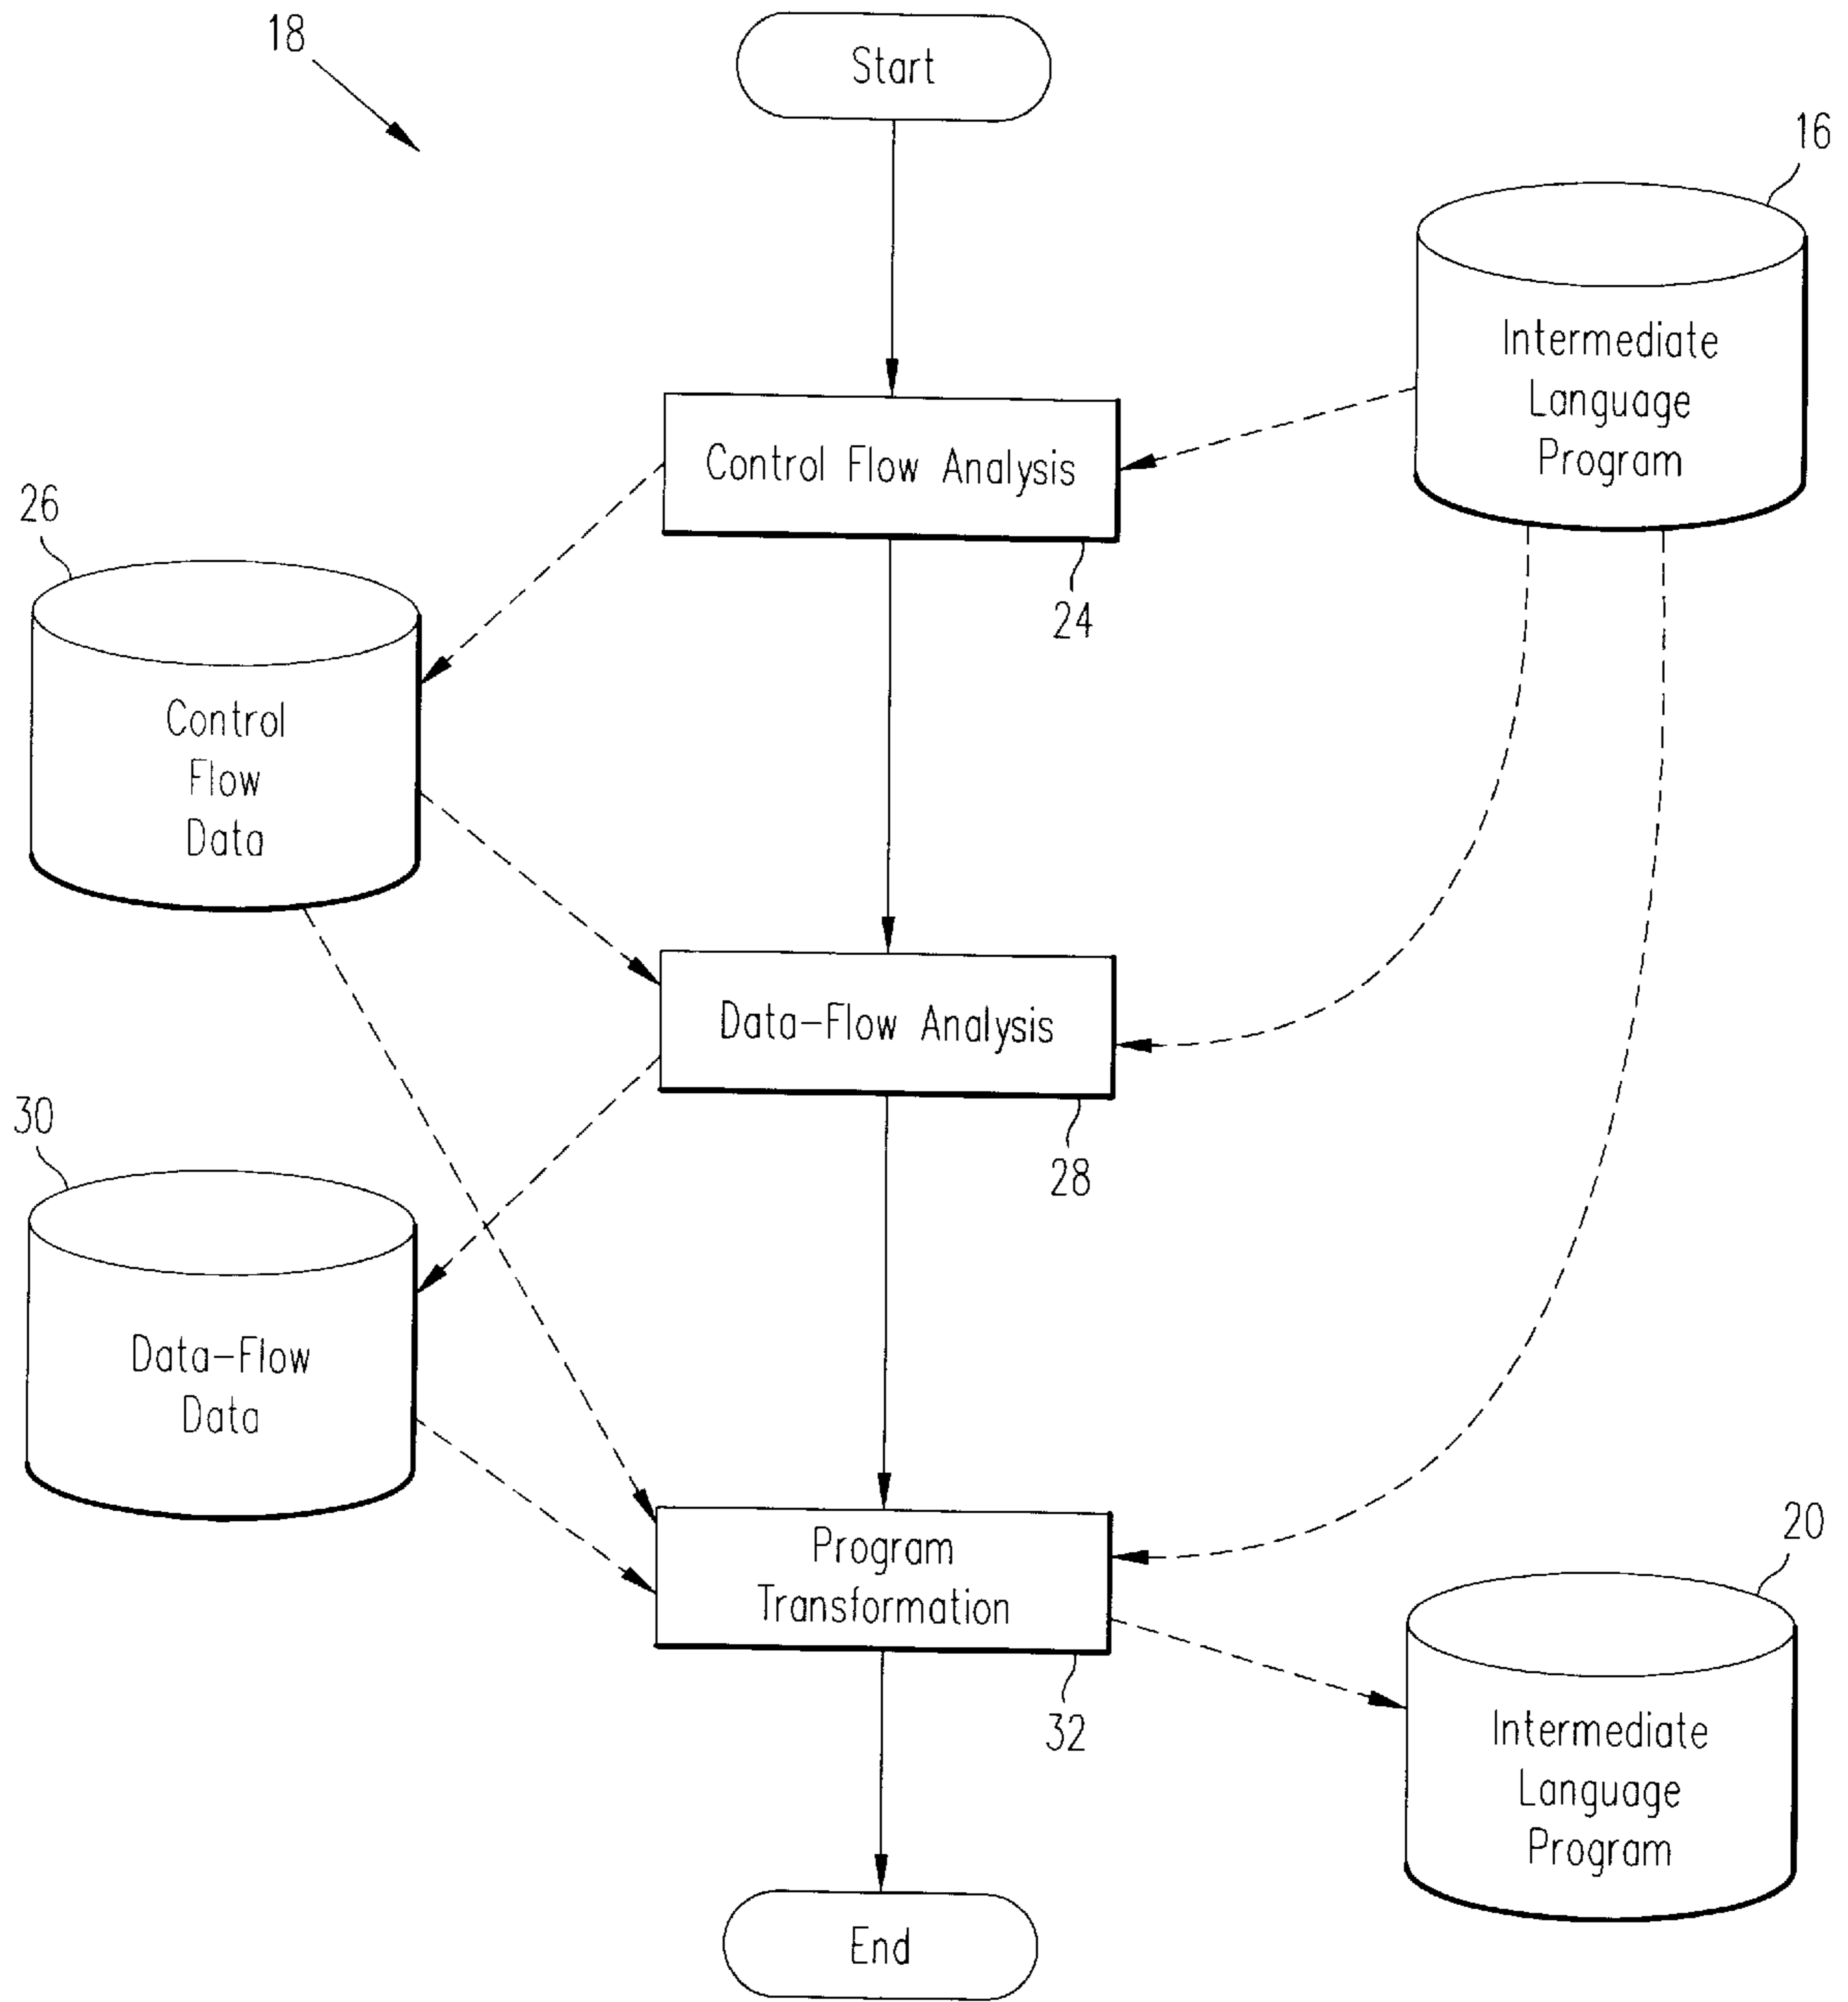 18
Start
16
Intermediate
Language
Program
Control Flow Analysis
24
26
Control
Flow
Data
Data-Flow Analysis
28
30
Data-Flow
Data
Program
Transformation
32
20
Intermediate
Language
Program
End